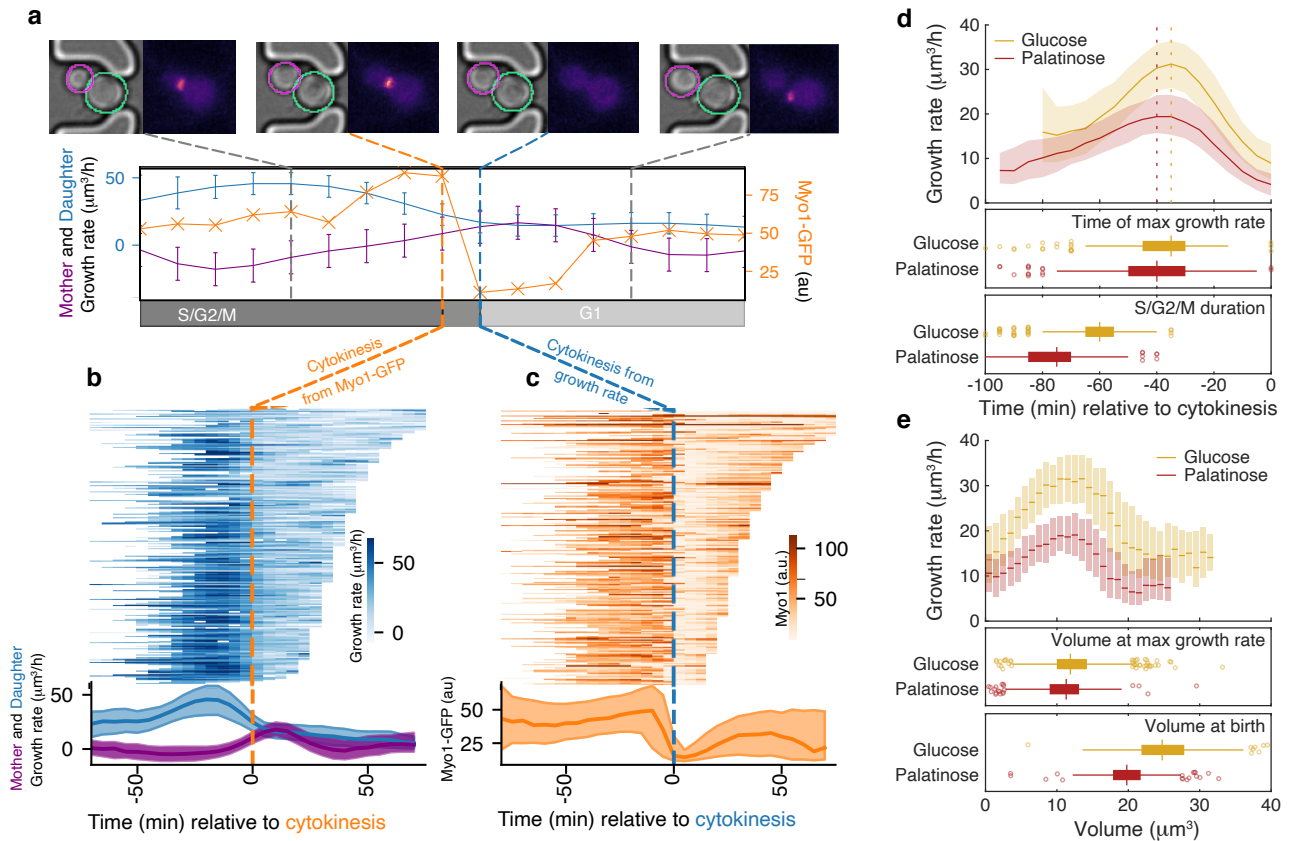 a
Mother and Daughter
Growth rate (μm³/h)
50
0
75
50
25
Myo1-GFP
(au)
S/G2/M
G1
Cytokinesis
from Myo1-GFP
Cytokinesis from
growth rate
b
Growth rate (μm³/h)
50
0
Mother and Daughter
Growth rate (μm³/h)
50
0
-50
0
50
Time (min) relative to cytokinesis
c
Myo1 (a.u.)
100
50
Myo1-GFP (au)
50
25
-50
0
50
Time (min) relative to cytokinesis
d
Growth rate (μm³/h)
40
30
20
10
0
Glucose
Palatinose
Time of max growth rate
Glucose
Palatinose
S/G2/M duration
Glucose
Palatinose
-100
-80
-60
-40
-20
0
Time (min) relative to cytokinesis
e
Growth rate (μm³/h)
40
30
20
10
0
Glucose
Palatinose
Volume at max growth rate
Glucose
Palatinose
Volume at birth
Glucose
Palatinose
0
10
20
30
40
Volume (μm³)